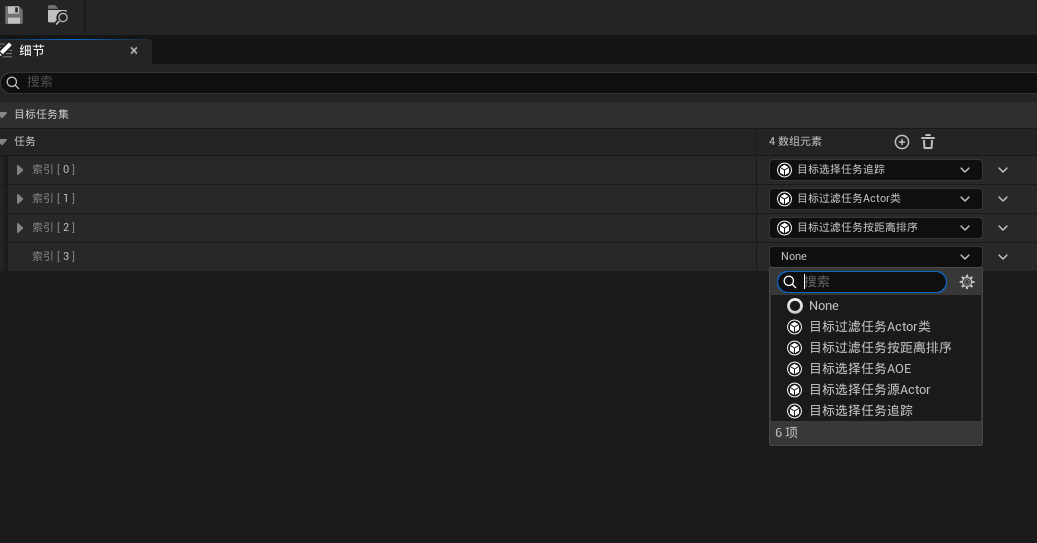 细节
搜索
目标任务集
任务 4 数组元素
索引 [ 0 ] 目标选择任务追踪
索引 [ 1 ] 目标过滤任务Actor类
索引 [ 2 ] 目标过滤任务按距离排序
索引 [ 3 ] None
搜索
None
目标过滤任务Actor类
目标过滤任务按距离排序
目标选择任务AOE
目标选择任务源Actor
目标选择任务追踪
6 项